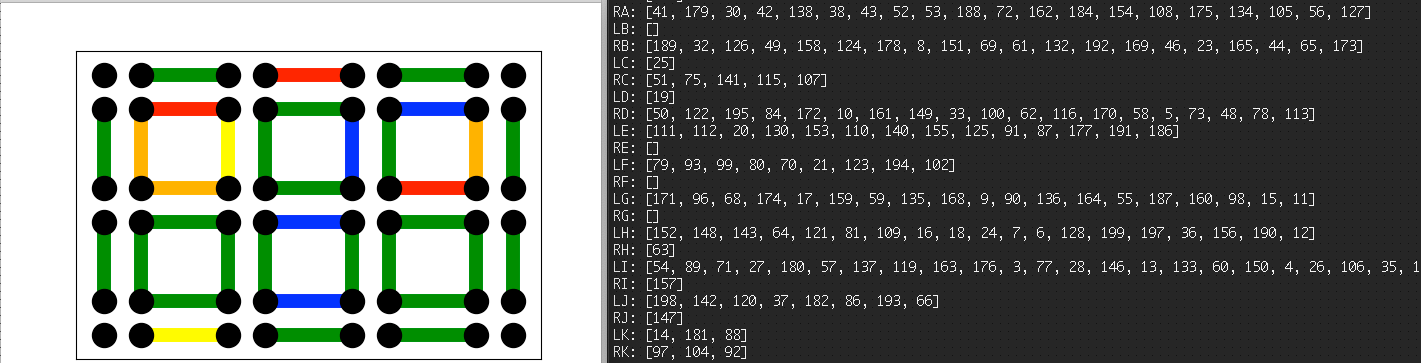 RA: [41, 179, 30, 42, 138, 38, 43, 52, 53, 188, 72, 162, 184, 154, 108, 175, 134, 105, 56, 127]
LB: []
RB: [189, 32, 126, 49, 158, 124, 178, 8, 151, 69, 61, 132, 192, 169, 46, 23, 165, 44, 65, 173]
LC: [25]
RC: [51, 75, 141, 115, 107]
LD: [19]
RD: [50, 122, 195, 84, 172, 10, 161, 149, 33, 100, 62, 116, 170, 58, 5, 73, 48, 78, 113]
LE: [111, 112, 20, 130, 153, 110, 140, 155, 125, 91, 87, 177, 191, 186]
RE: []
LF: [79, 93, 99, 80, 70, 21, 123, 194, 102]
RF: []
LG: [171, 96, 68, 174, 17, 159, 59, 135, 168, 9, 90, 136, 164, 55, 187, 160, 98, 15, 11]
RG: []
LH: [152, 148, 143, 64, 121, 81, 109, 16, 18, 24, 7, 6, 128, 199, 197, 36, 156, 190, 12]
RH: [63]
LI: [54, 89, 71, 27, 180, 57, 137, 119, 163, 176, 3, 77, 28, 146, 13, 133, 60, 150, 4, 26, 106, 35, 1
RI: [157]
LJ: [198, 142, 120, 37, 182, 86, 193, 66]
RJ: [147]
LK: [14, 181, 88]
RK: [97, 104, 92]